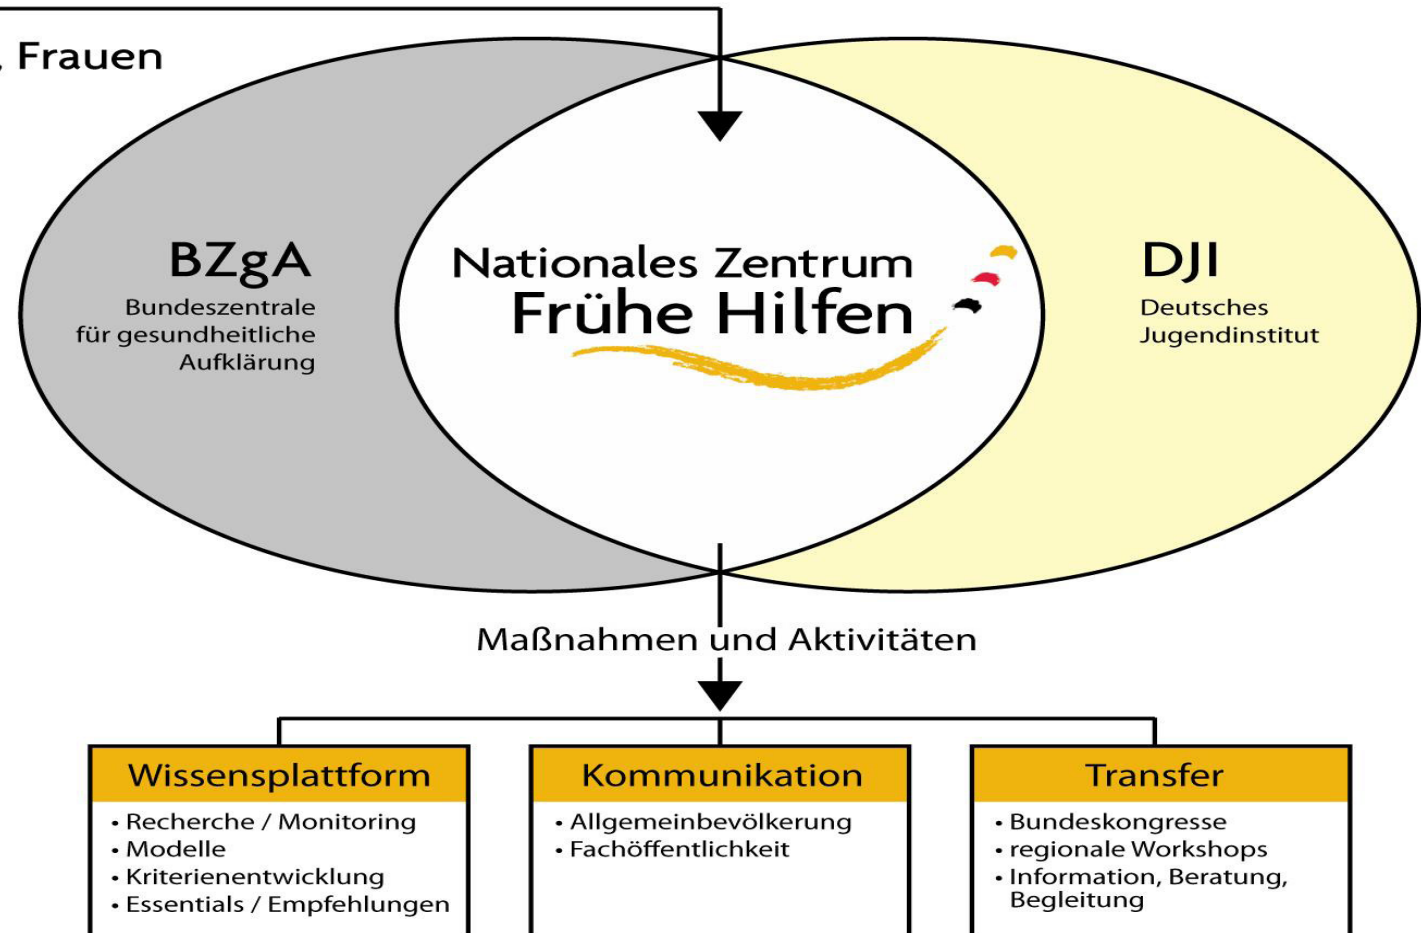 , Frauen
BZgA
Bundeszentrale
für gesundheitliche
Aufklärung
Nationales Zentrum
Frühe Hilfen
DJI
Deutsches
Jugendinstitut
Maßnahmen und Aktivitäten
Wissensplattform
• Recherche / Monitoring
• Modelle
• Kriterienentwicklung
• Essentials / Empfehlungen
Kommunikation
• Allgemeinbevölkerung
• Fachöffentlichkeit
Transfer
• Bundeskongresse
• regionale Workshops
• Information, Beratung,
Begleitung